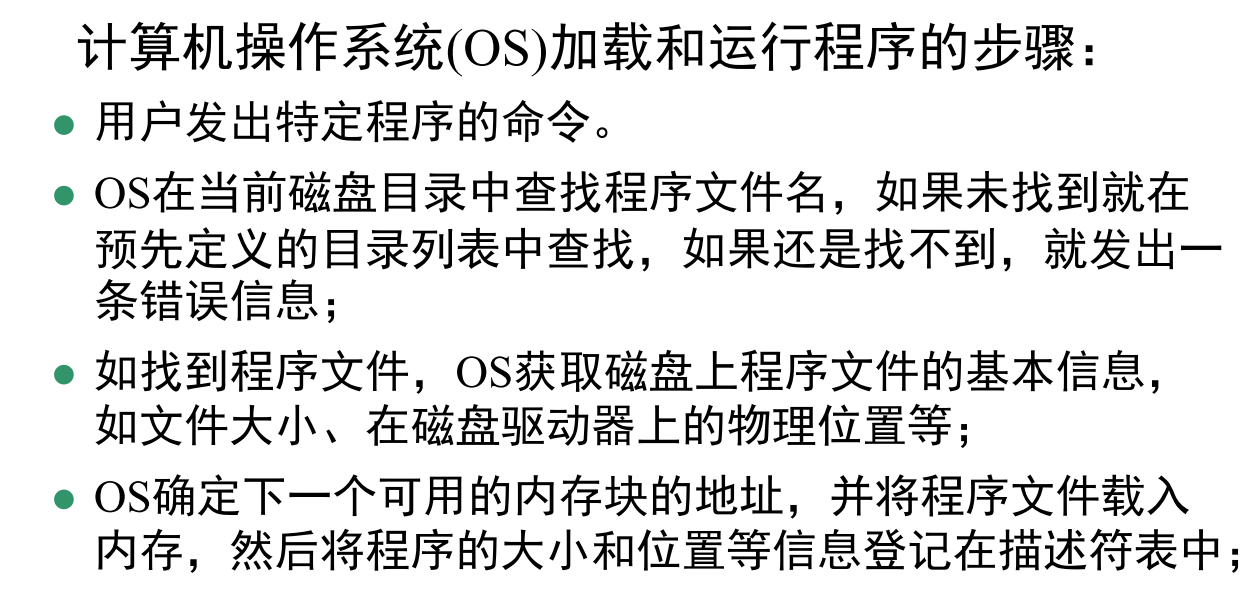 计算机操作系统(OS)加载和运行程序的步骤：
用户发出特定程序的命令。
OS在当前磁盘目录中查找程序文件名，如果未找到就在
预先定义的目录列表中查找，如果还是找不到，就发出一
条错误信息；
如找到程序文件，OS获取磁盘上程序文件的基本信息，
如文件大小、在磁盘驱动器上的物理位置等；
OS确定下一个可用的内存块的地址，并将程序文件载入
内存，然后将程序的大小和位置等信息登记在描述符表中；